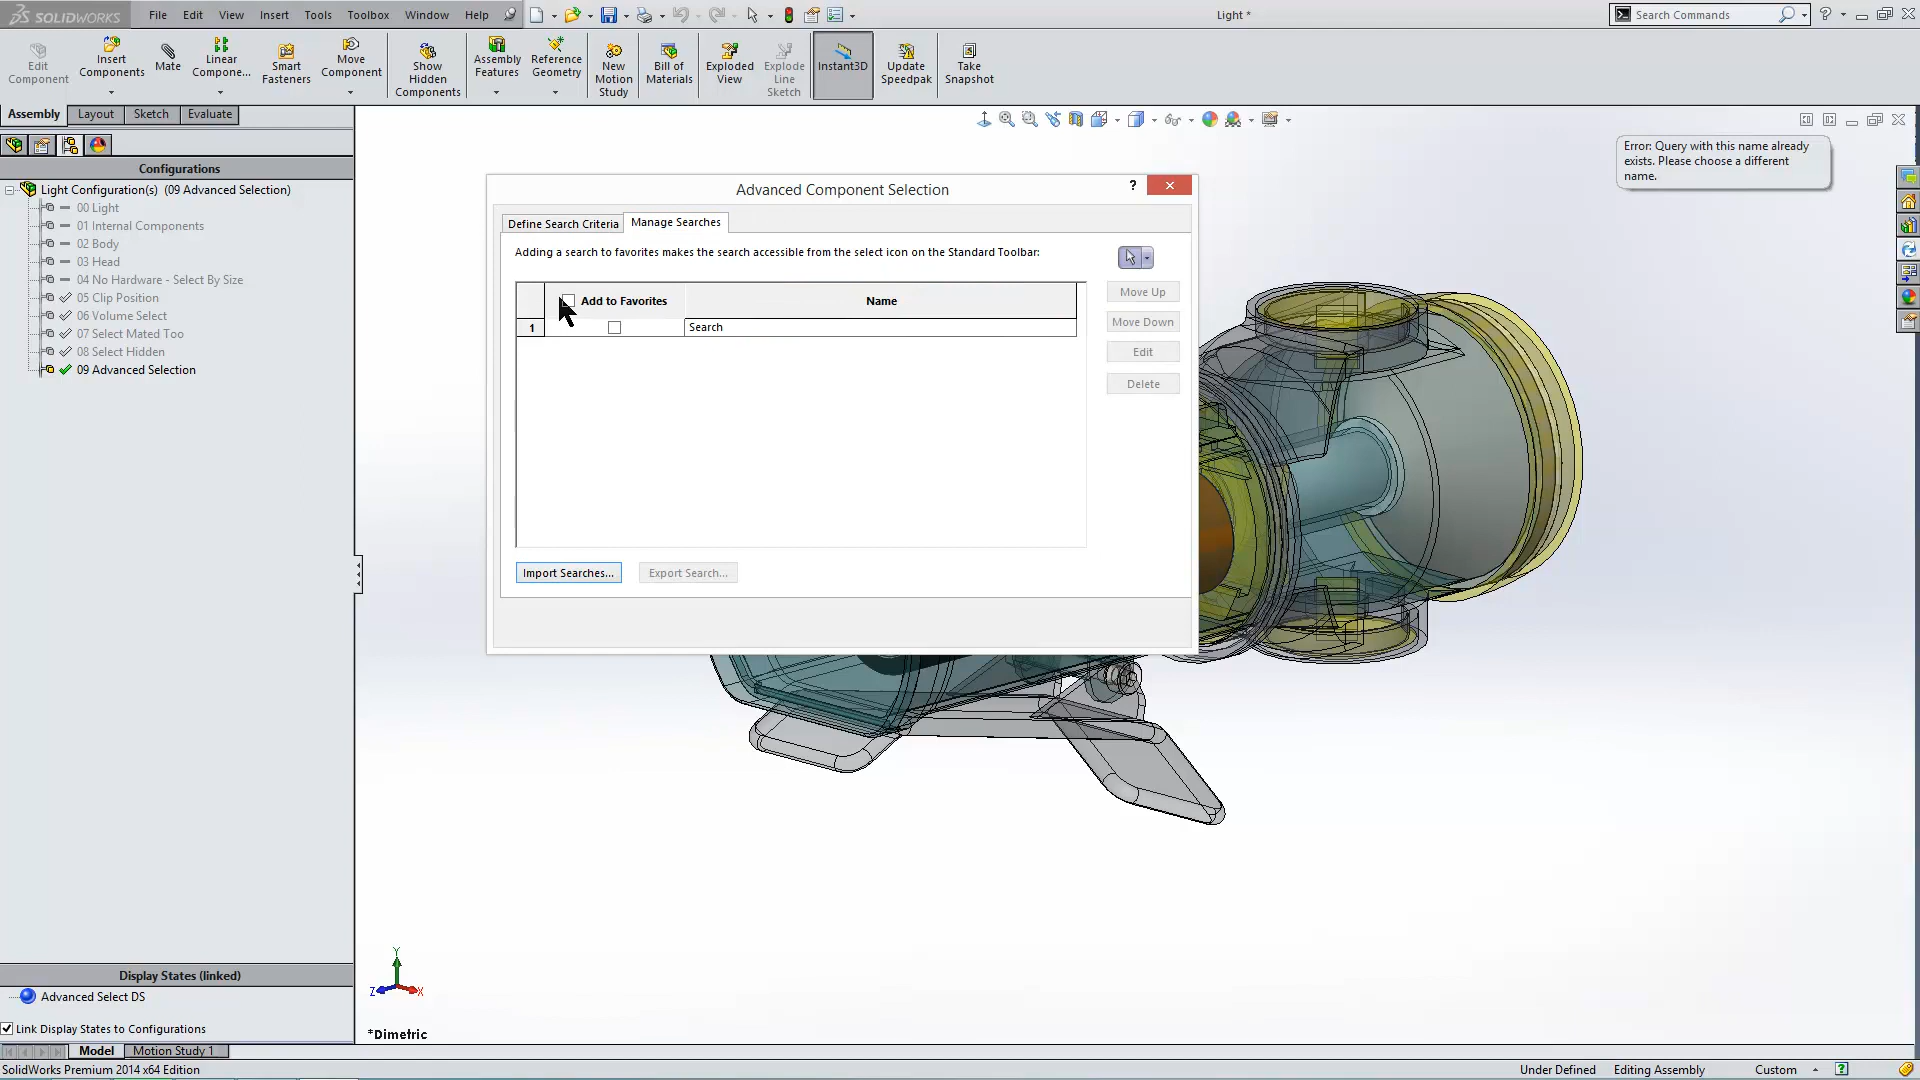 SOLIDWORKS File Edit View Insert Tools Toolbox Window Help Light * Search Commands
Edit Component
Insert Components
Mate
Linear Compone...
Smart Fasteners
Move Component
Show Hidden Components
Assembly Features
Reference Geometry
New Motion Study
Bill of Materials
Exploded View
Explode Line Sketch
Instant3D
Update Speedpak
Take Snapshot
Assembly Layout Sketch Evaluate
Configurations
Light Configuration(s) (09 Advanced Selection)
00 Light
01 Internal Components
02 Body
03 Head
04 No Hardware - Select By Size
05 Clip Position
06 Volume Select
07 Select Mated Too
08 Select Hidden
09 Advanced Selection
Error: Query with this name already
exists. Please choose a different
name.
Advanced Component Selection ?
Define Search Criteria Manage Searches
Adding a search to favorites makes the search accessible from the select icon on the Standard Toolbar:
Add to Favorites Name
1 Search
Move Up
Move Down
Edit
Delete
Import Searches... Export Search...
Y
Z X
*Dimetric
Display States (linked)
Advanced Select DS
Link Display States to Configurations
Model Motion Study 1
SolidWorks Premium 2014 x64 Edition Under Defined Editing Assembly Custom ?